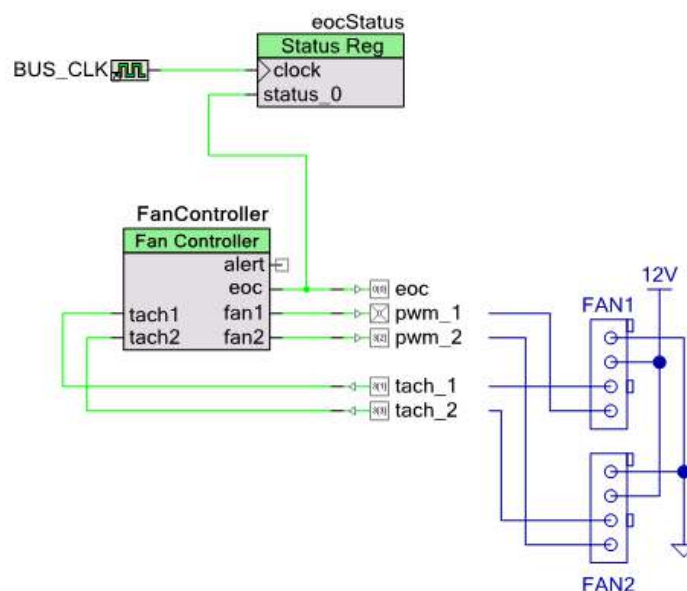 eocStatus
Status Reg
BUS_CLK
clock
status_0
FanController
Fan Controller
alert
eoc
fan1
fan2
tach1
tach2
eoc
pwm_1
pwm_2
tach_1
tach_2
12V
FAN1
FAN2